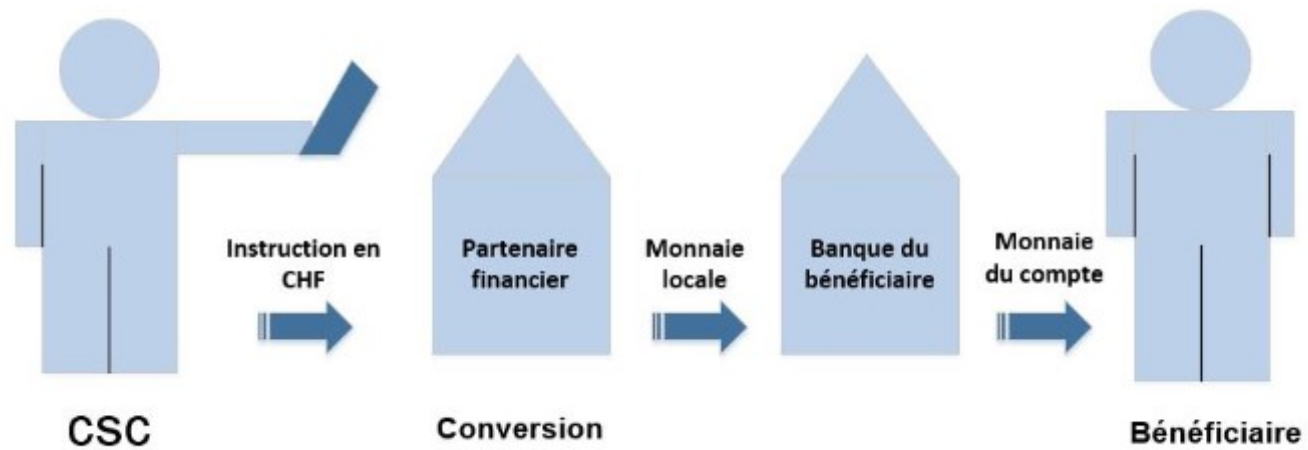 Instruction en
CHF
Partenaire
financier
Monnaie
locale
Banque du
bénéficiaire
Monnaie
du compte
CSC
Conversion
Bénéficiaire